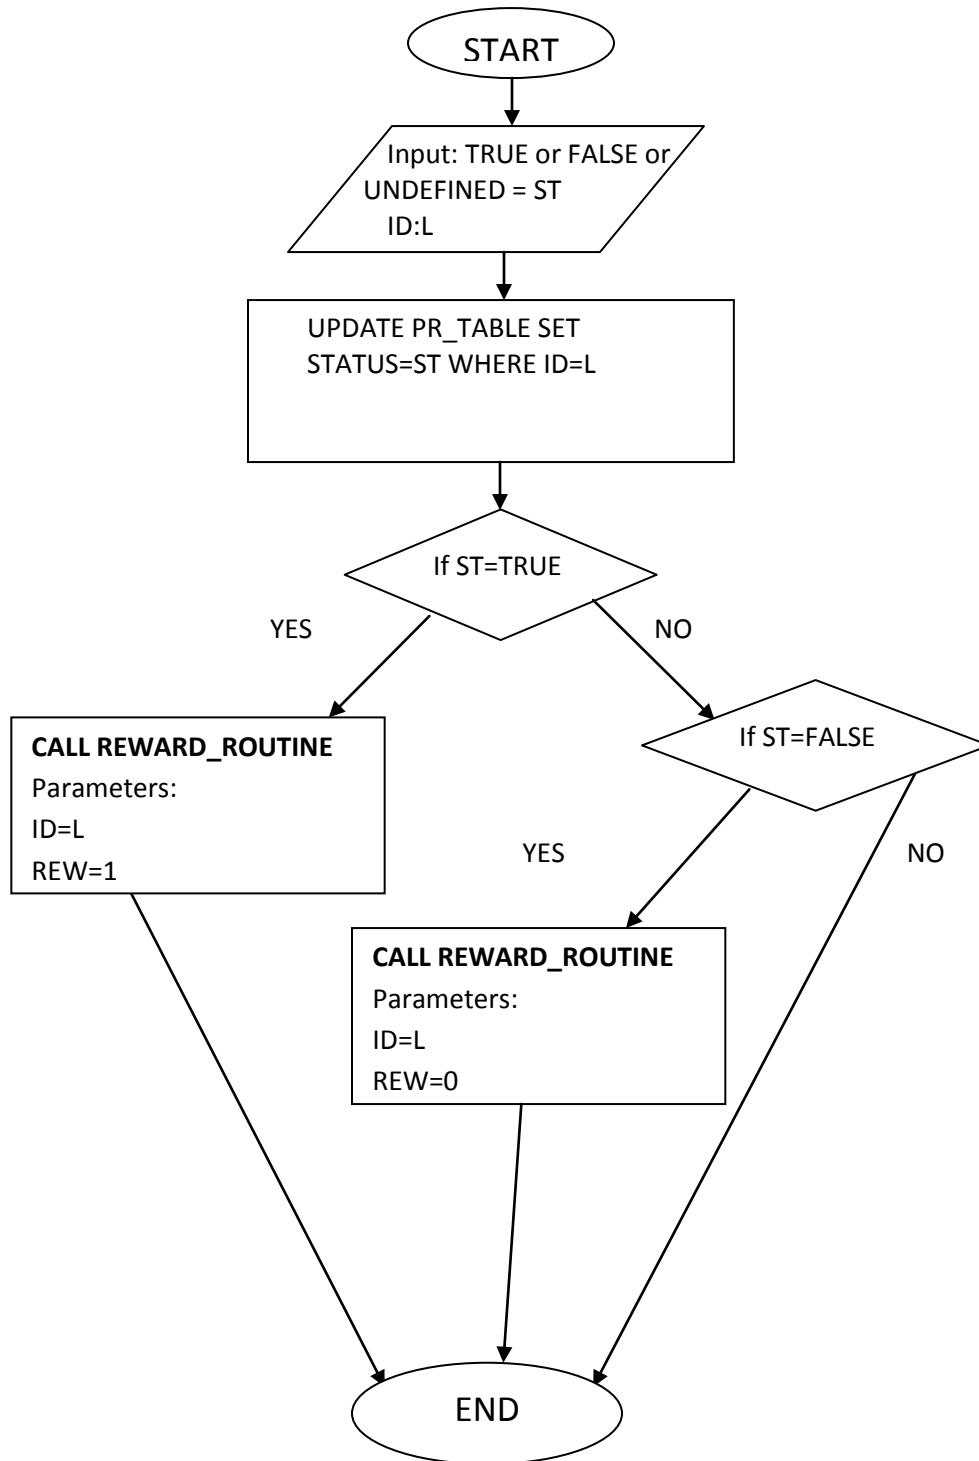 START
Input: TRUE or FALSE or
UNDEFINED = ST
ID:L
UPDATE PR_TABLE SET
STATUS=ST WHERE ID=L
If ST=TRUE
YES
NO
CALL REWARD_ROUTINE
Parameters:
ID=L
REW=1
If ST=FALSE
YES
NO
CALL REWARD_ROUTINE
Parameters:
ID=L
REW=0
END